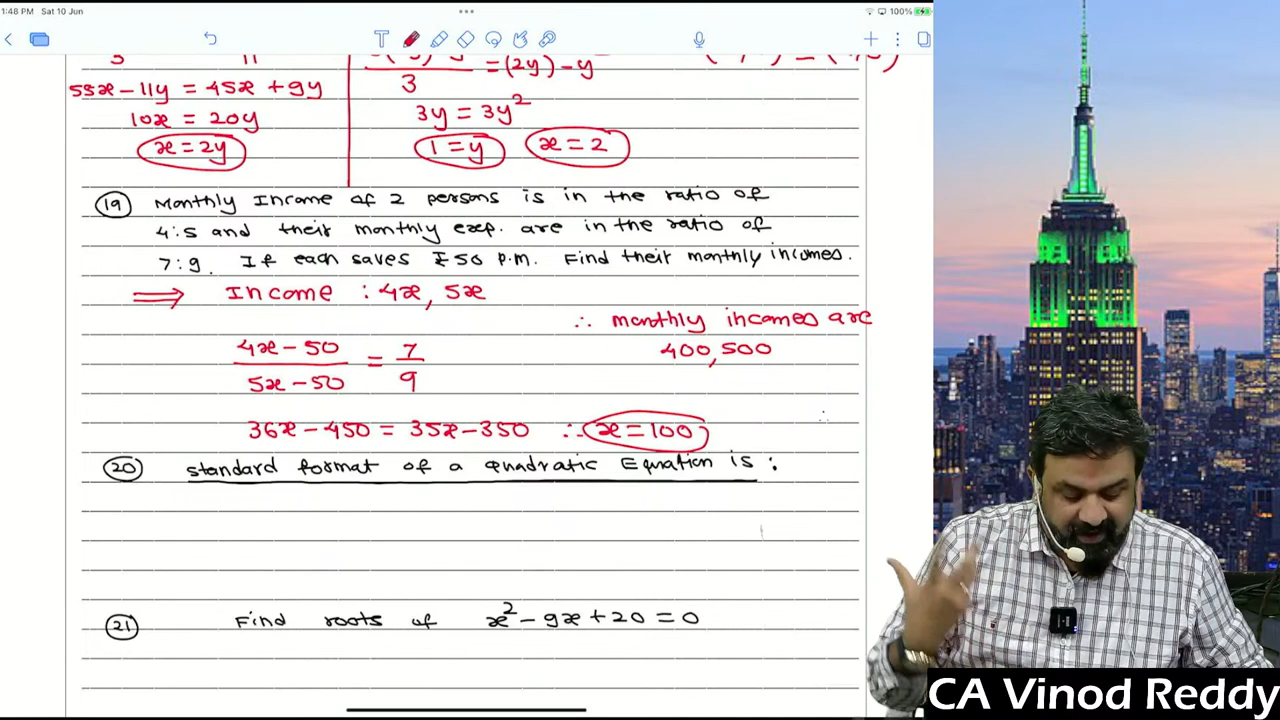 1:48 PM Sat 10 Jun
100%
3 11
55x − 11y = 45x + 9y
10x = 20y
x = 2y
3 = (2y) − y
3y = 3y²
1 = y x = 2
19 Monthly Income of 2 persons is in the ratio of
4:5 and their monthly exp. are in the ratio of
7:9. If each saves ₹50 p.m. Find their monthly incomes.
⟹ Income : 4x, 5x
∴ monthly incomes are
400, 500
4x − 50 = 7
5x − 50 9
36x − 450 = 35x − 350 ∴ x = 100
20 standard format of a quadratic Equation is :
21 Find roots of x² − 9x + 20 = 0
CA Vinod Reddy